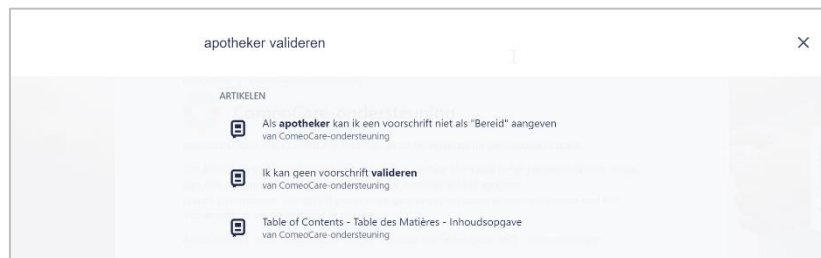 apotheker valideren
ARTIKELEN
Als apotheker kan ik een voorschrift niet als "Bereid" aangeven
van ComeoCare-ondersteuning
Ik kan geen voorschrift valideren
van ComeoCare-ondersteuning
Table of Contents - Table des Matières - Inhoudsopgave
van ComeoCare-ondersteuning